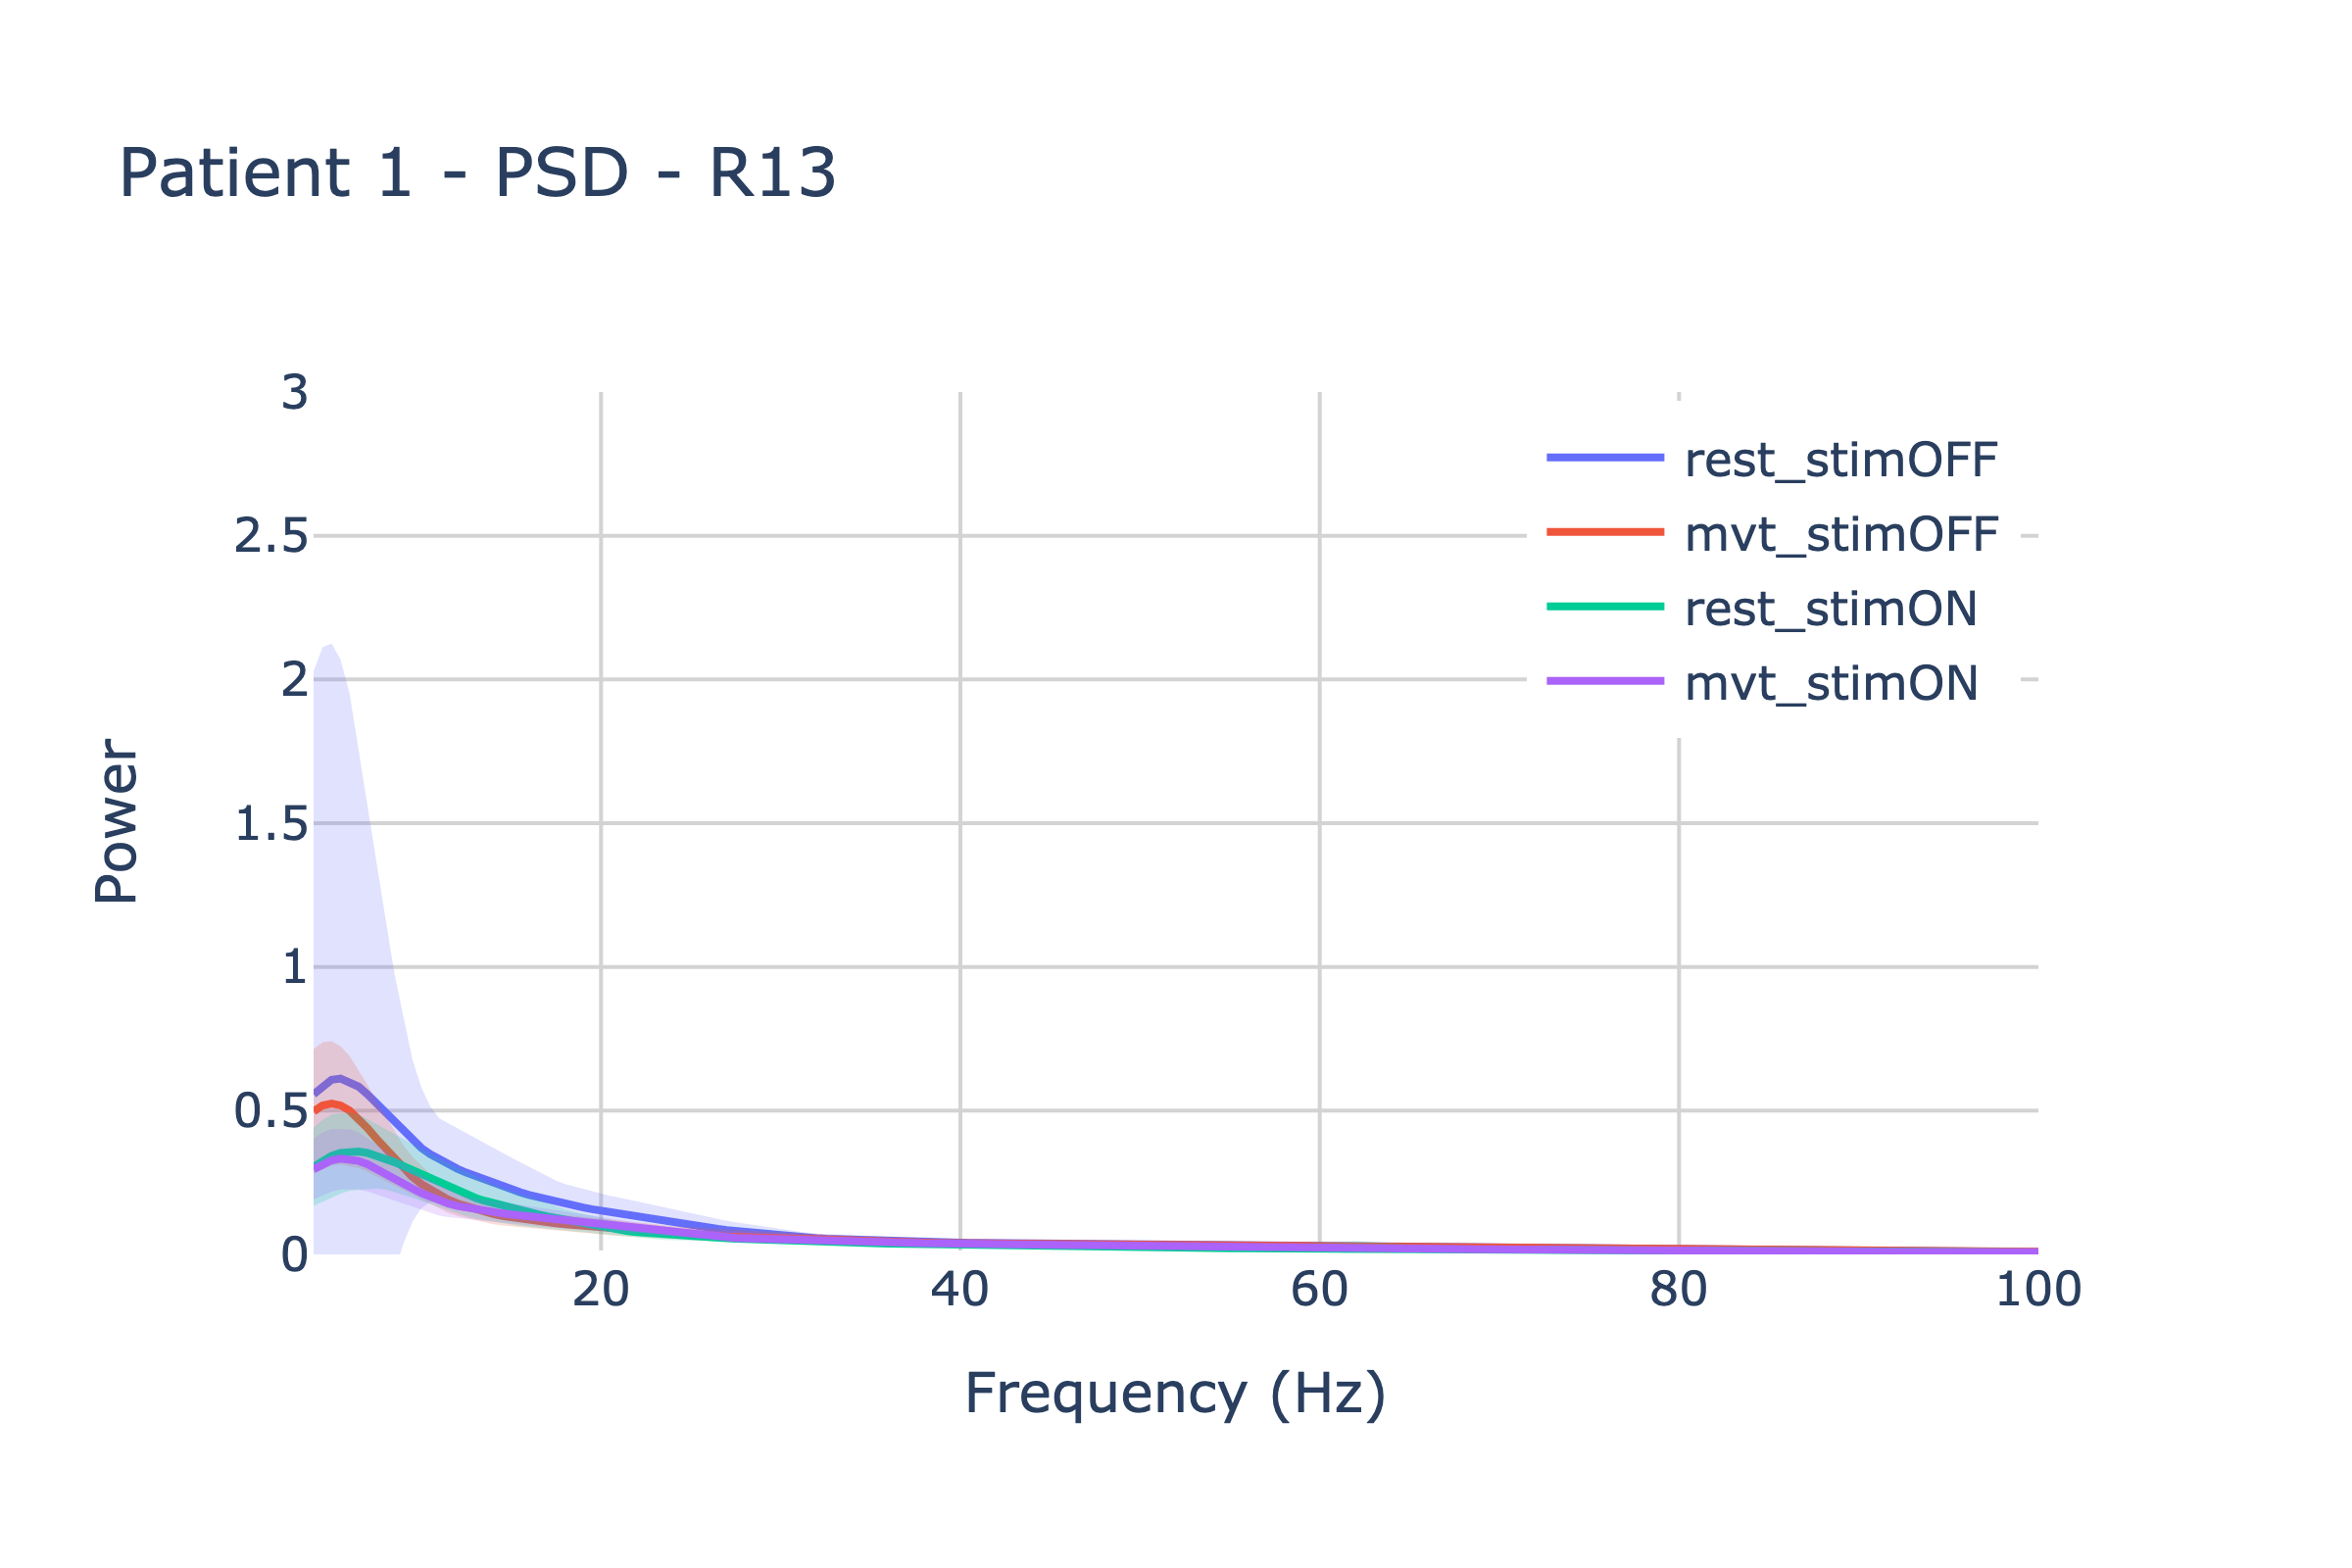 Patient 1 - PSD - R13
3
2.5
2
1.5
1
0.5
0
Power
rest_stimOFF
mvt_stimOFF
rest_stimON
mvt_stimON
20 40 60 80 100
Frequency (Hz)